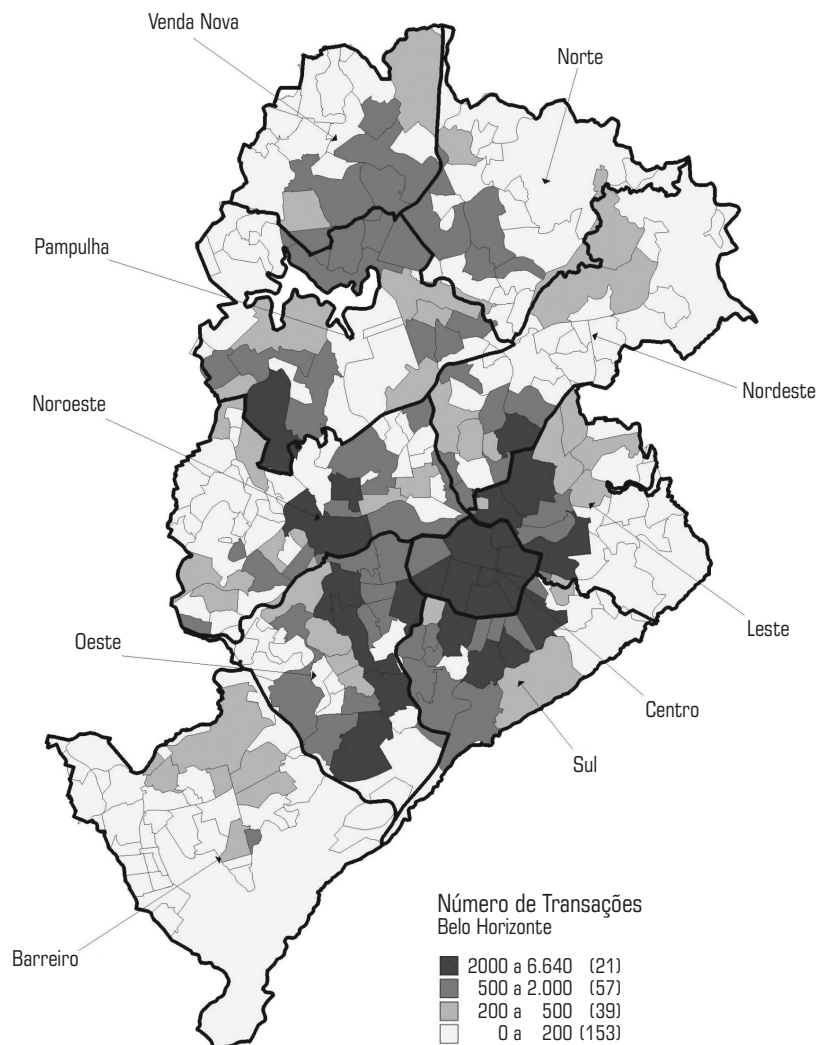 Venda Nova
Norte
Pampulha
Nordeste
Noroeste
Leste
Oeste
Centro
Sul
Barreiro
Número de Transações
Belo Horizonte
2000 a 6.640 (21)
500 a 2.000 (57)
200 a 500 (39)
0 a 200 (153)